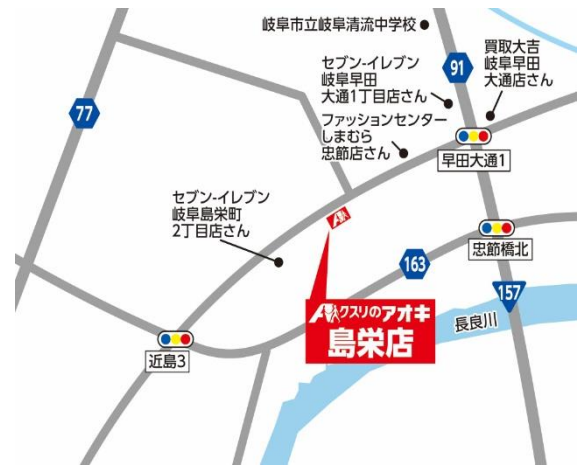 岐阜市立岐阜清流中学校
セブン-イレブン
岐阜早田
大通1丁目店さん
91
買取大吉
岐阜早田
大通店さん
77
ファッションセンター
しまむら
忠節店さん
早田大通1
セブン-イレブン
岐阜島栄町
2丁目店さん
忠節橋北
163
157
クスリのアオキ
島栄店
長良川
近島3